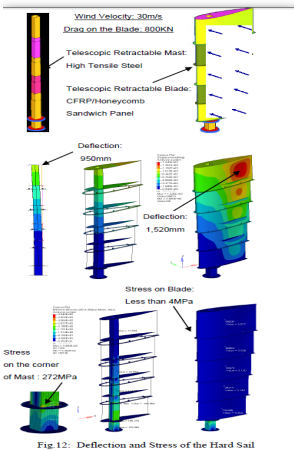 Wind Velocity: 30m/s
Drag on the Blade: 800KN
Telescopic Retractable Mast:
High Tensile Steel
Telescopic Retractable Blade:
CFRP/Honeycomb
Sandwich Panel
Deflection:
950mm
Deflection:
1,520mm
Stress on Blade:
Less than 4MPa
Stress
on the corner
of Mast : 272MPa
Fig.12: Deflection and Stress of the Hard Sail